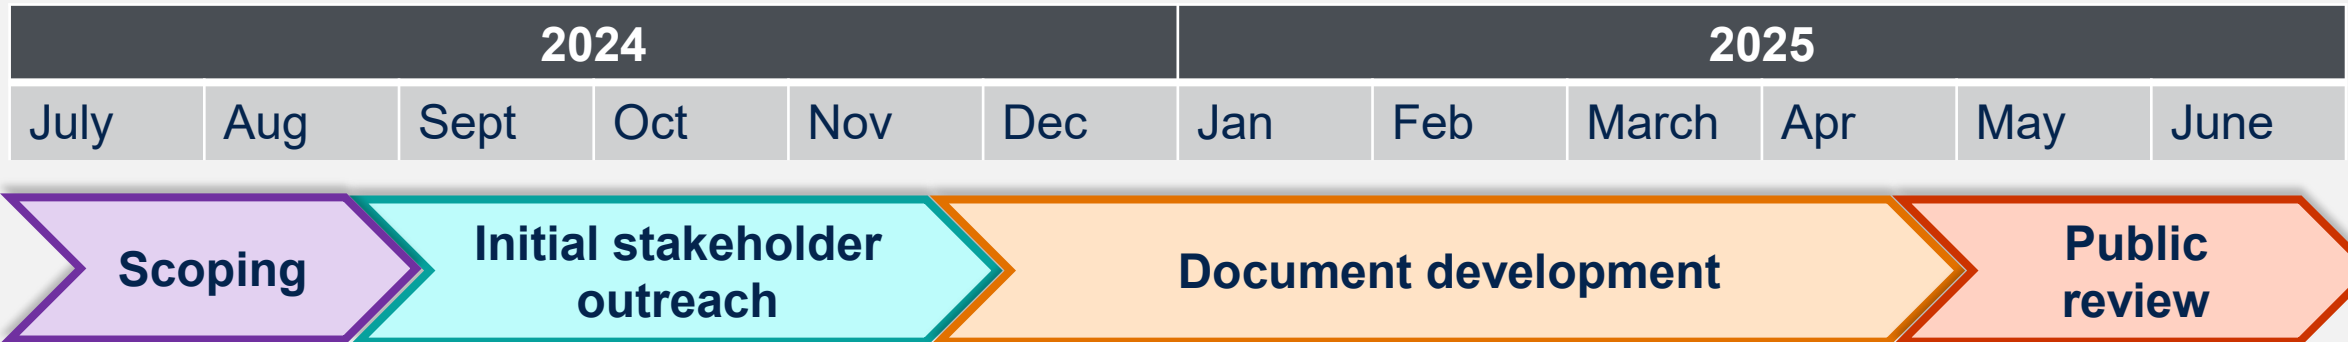 2024 2025
July Aug Sept Oct Nov Dec Jan Feb March Apr May June
Scoping
Initial stakeholder
outreach
Document development
Public
review